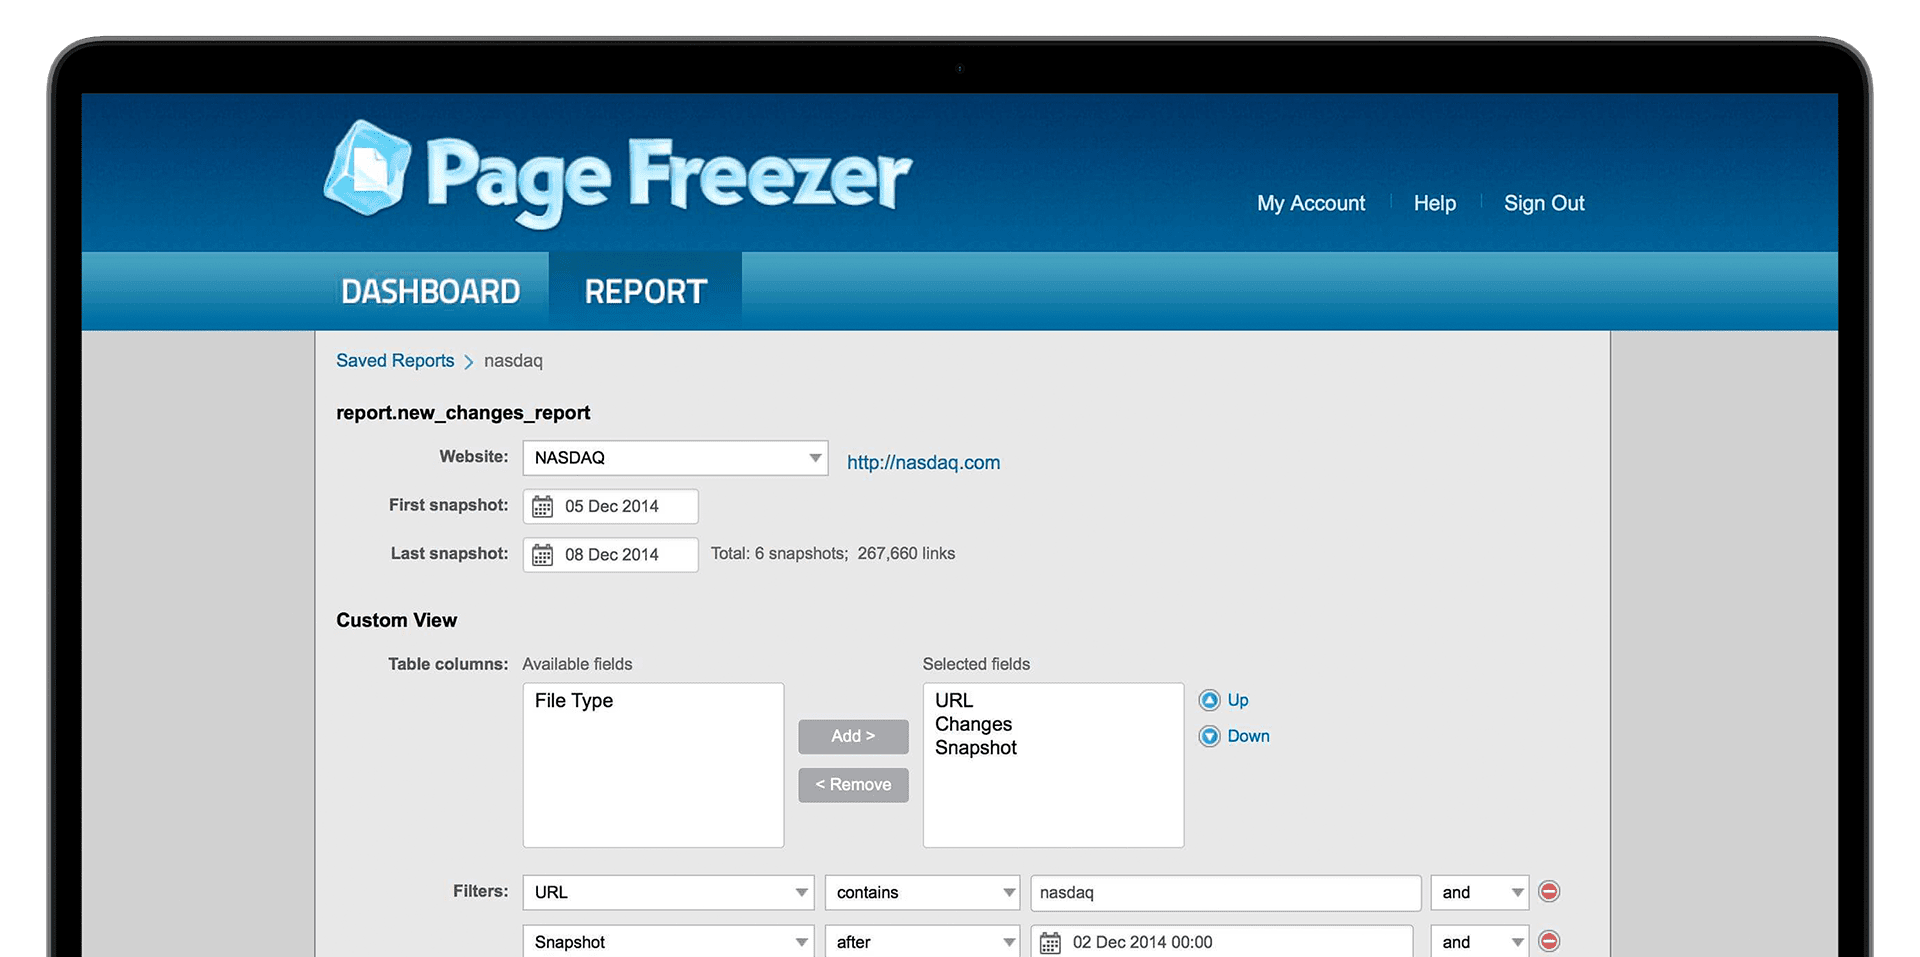 Page Freezer
My Account Help Sign Out
DASHBOARD REPORT
Saved Reports > nasdaq
report.new_changes_report
Website: NASDAQ http://nasdaq.com
First snapshot: 05 Dec 2014
Last snapshot: 08 Dec 2014 Total: 6 snapshots; 267,660 links
Custom View
Table columns: Available fields Selected fields
File Type URL Up
Changes
Add > Down
Snapshot
< Remove
Filters: URL contains nasdaq and
Snapshot after 02 Dec 2014 00:00 and